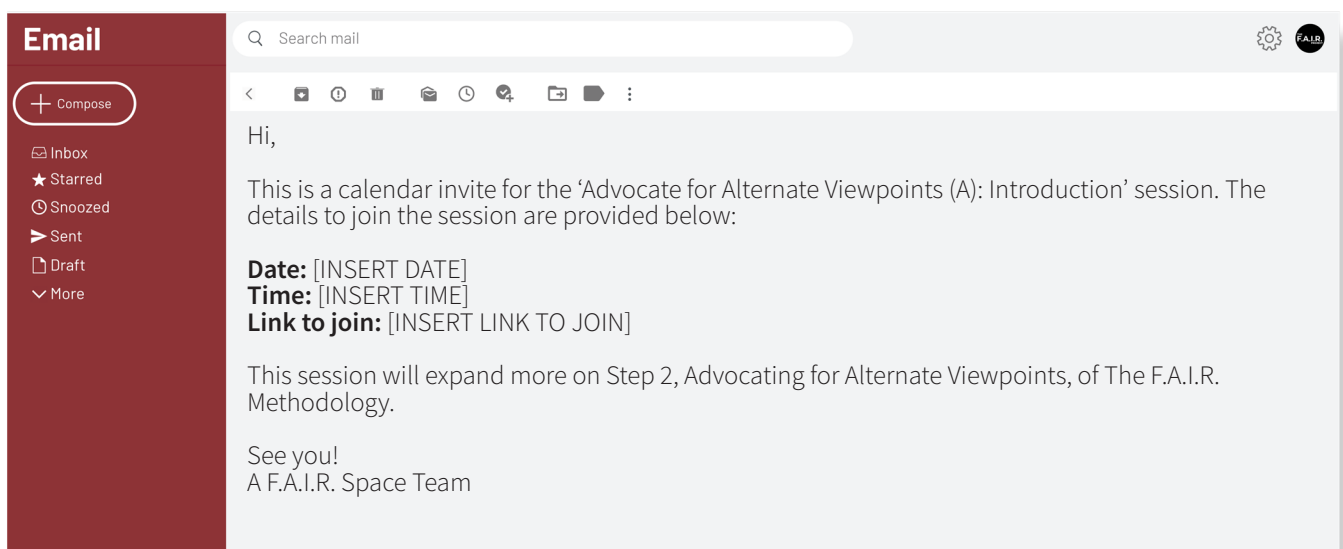 Email
Search mail
F.A.I.R.
Compose
Inbox
Starred
Snoozed
Sent
Draft
More
Hi,
This is a calendar invite for the ‘Advocate for Alternate Viewpoints (A): Introduction’ session. The
details to join the session are provided below:
Date: [INSERT DATE]
Time: [INSERT TIME]
Link to join: [INSERT LINK TO JOIN]
This session will expand more on Step 2, Advocating for Alternate Viewpoints, of The F.A.I.R.
Methodology.
See you!
A F.A.I.R. Space Team